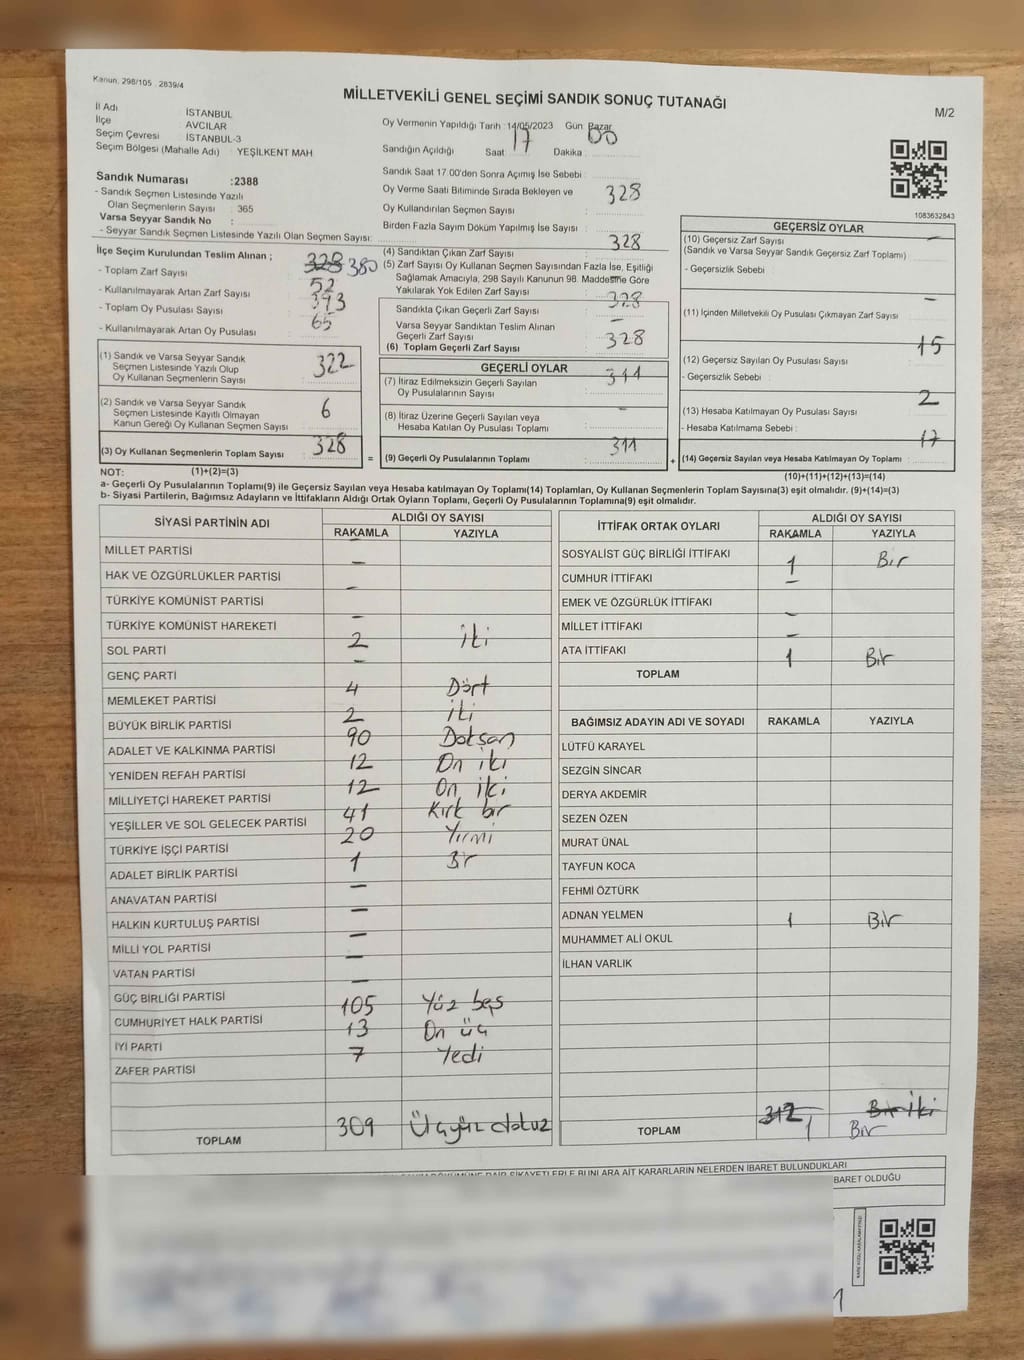 Kanun, 298/105 , 2839/4
MİLLETVEKİLİ GENEL SEÇİMİ SANDIK SONUÇ TUTANAĞI
M/2
İl Adı İSTANBUL
İlçe AVCILAR
Seçim Çevresi İSTANBUL-3
Seçim Bölgesi (Mahalle Adı) : YEŞİLKENT MAH
Oy Vermenin Yapıldığı Tarih :14/05/2023 Gün : Pazar
Sandığın Açıldığı Saat : 17 Dakika : 00
Sandık Saat 17:00'den Sonra Açımış İse Sebebi :
Oy Verme Saati Bitiminde Sırada Bekleyen ve
Oy Kullandırılan Seçmen Sayısı : 328
Birden Fazla Sayım Döküm Yapılmış İse Sayısı :
1083632843
Sandık Numarası :2388
- Sandık Seçmen Listesinde Yazılı
Olan Seçmenlerin Sayısı : 365
Varsa Seyyar Sandık No :
- Seyyar Sandık Seçmen Listesinde Yazılı Olan Seçmen Sayısı:
İlçe Seçim Kurulundan Teslim Alınan ;
- Toplam Zarf Sayısı : 328 380
- Kullanılmayarak Artan Zarf Sayısı : 52
- Toplam Oy Pusulası Sayısı : 393
- Kullanılmayarak Artan Oy Pusulası : 65
(1) Sandık ve Varsa Seyyar Sandık
Seçmen Listesinde Yazılı Olup
Oy Kullanan Seçmenlerin Sayısı : 322
(2) Sandık ve Varsa Seyyar Sandık
Seçmen Listesinde Kayıtlı Olmayan
Kanun Gereği Oy Kullanan Seçmen Sayısı : 6
(3) Oy Kullanan Seçmenlerin Toplam Sayısı : 328
(4) Sandıktan Çıkan Zarf Sayısı : 328
(5) Zarf Sayısı Oy Kullanan Seçmen Sayısından Fazla İse, Eşitliği
Sağlamak Amacıyla, 298 Sayılı Kanunun 98. Maddesine Göre
Yakılarak Yok Edilen Zarf Sayısı :
Sandıkta Çıkan Geçerli Zarf Sayısı : 328
Varsa Seyyar Sandıktan Teslim Alınan
Geçerli Zarf Sayısı : –
(6) Toplam Geçerli Zarf Sayısı : 328
GEÇERLİ OYLAR
(7) İtiraz Edilmeksizin Geçerli Sayılan
Oy Pusulalarının Sayısı : 311
(8) İtiraz Üzerine Geçerli Sayılan veya
Hesaba Katılan Oy Pusulası Toplamı : –
= (9) Geçerli Oy Pusulalarının Toplamı : 311
GEÇERSİZ OYLAR
(10) Geçersiz Zarf Sayısı –
(Sandık ve Varsa Seyyar Sandık Geçersiz Zarf Toplamı) :
- Geçersizlik Sebebi :
(11) İçinden Milletvekili Oy Pusulası Çıkmayan Zarf Sayısı : –
(12) Geçersiz Sayılan Oy Pusulası Sayısı : 15
- Geçersizlik Sebebi :
(13) Hesaba Katılmayan Oy Pusulası Sayısı : 2
- Hesaba Katılmama Sebebi :
+ (14) Geçersiz Sayılan veya Hesaba Katılmayan Oy Toplamı : 17
NOT: (1)+(2)=(3) (10)+(11)+(12)+(13)=(14)
a- Geçerli Oy Pusulalarının Toplamı(9) ile Geçersiz Sayılan veya Hesaba katılmayan Oy Toplamı(14) Toplamları, Oy Kullanan Seçmenlerin Toplam Sayısına(3) eşit olmalıdır. (9)+(14)=(3)
b- Siyasi Partilerin, Bağımsız Adayların ve İttifakların Aldığı Ortak Oyların Toplamı, Geçerli Oy Pusulalarının Toplamına(9) eşit olmalıdır.
SİYASİ PARTİNİN ADI ALDIĞI OY SAYISI
RAKAMLA YAZIYLA
MİLLET PARTİSİ –
HAK VE ÖZGÜRLÜKLER PARTİSİ –
TÜRKİYE KOMÜNİST PARTİSİ –
TÜRKİYE KOMÜNİST HAREKETİ 2 iki
SOL PARTİ –
GENÇ PARTİ 4 Dört
MEMLEKET PARTİSİ 2 iki
BÜYÜK BİRLİK PARTİSİ 90 Doksan
ADALET VE KALKINMA PARTİSİ 12 On iki
YENİDEN REFAH PARTİSİ 12 On iki
MİLLİYETÇİ HAREKET PARTİSİ 41 Kırk bir
YEŞİLLER VE SOL GELECEK PARTİSİ 20 Yirmi
TÜRKİYE İŞÇİ PARTİSİ 1 Bir
ADALET BİRLİK PARTİSİ –
ANAVATAN PARTİSİ –
HALKIN KURTULUŞ PARTİSİ –
MİLLİ YOL PARTİSİ –
VATAN PARTİSİ –
GÜÇ BİRLİĞİ PARTİSİ 105 Yüz beş
CUMHURİYET HALK PARTİSİ 13 On üç
İYİ PARTİ 7 Yedi
ZAFER PARTİSİ
TOPLAM 309 Üçyüz dokuz
İTTİFAK ORTAK OYLARI ALDIĞI OY SAYISI
RAKAMLA YAZIYLA
SOSYALİST GÜÇ BİRLİĞİ İTTİFAKI 1 Bir
CUMHUR İTTİFAKI –
EMEK VE ÖZGÜRLÜK İTTİFAKI –
MİLLET İTTİFAKI –
ATA İTTİFAKI 1 Bir
TOPLAM
BAĞIMSIZ ADAYIN ADI VE SOYADI RAKAMLA YAZIYLA
LÜTFÜ KARAYEL
SEZGİN SİNCAR
DERYA AKDEMİR
SEZEN ÖZEN
MURAT ÜNAL
TAYFUN KOCA
FEHMİ ÖZTÜRK
ADNAN YELMEN 1 Bir
MUHAMMET ALİ OKUL
İLHAN VARLIK
312 Bir iki
TOPLAM 1 Bir
DÖKÜMÜNE DAİR ŞİKAYETLERLE BUNLARA AİT KARARLARIN NELERDEN İBARET BULUNDUKLARI
BARET OLDUĞU